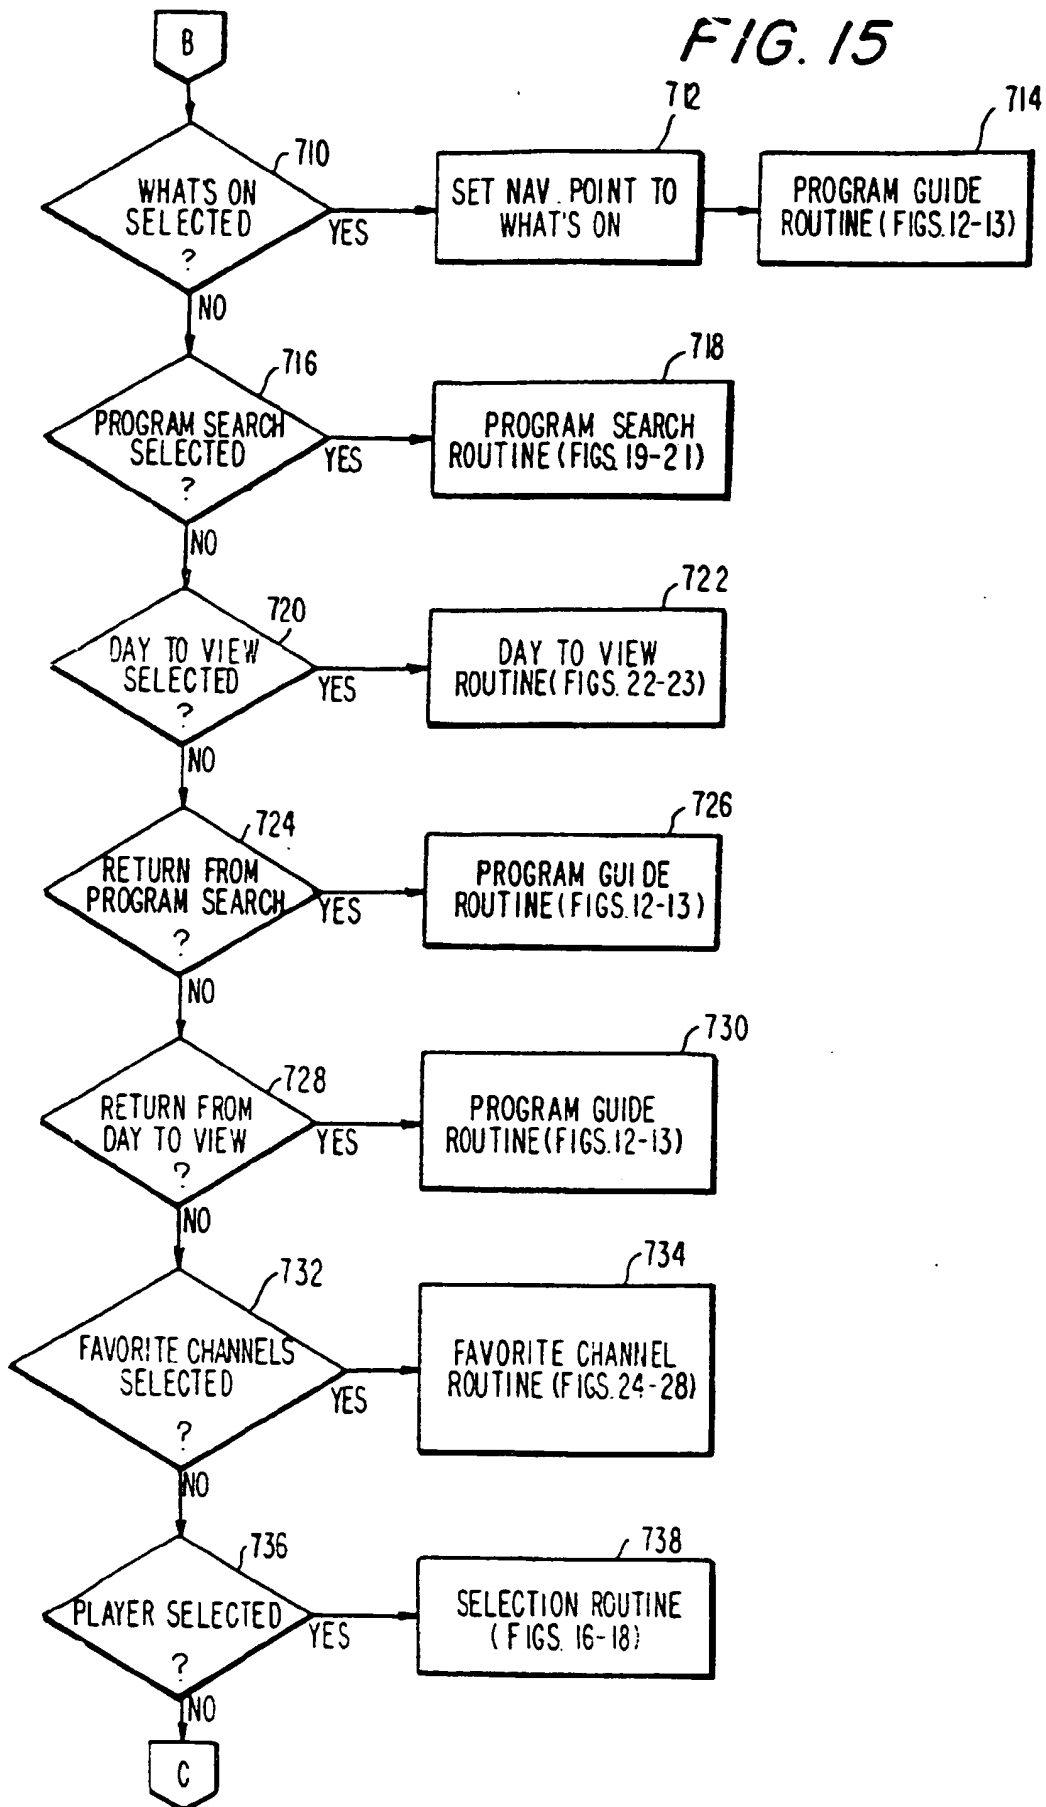 FIG. 15
B
710
WHAT'S ON
SELECTED
?
YES
NO
712
SET NAV. POINT TO
WHAT'S ON
714
PROGRAM GUIDE
ROUTINE (FIGS. 12-13)
716
PROGRAM SEARCH
SELECTED
?
YES
NO
718
PROGRAM SEARCH
ROUTINE (FIGS. 19-21)
720
DAY TO VIEW
SELECTED
?
YES
NO
722
DAY TO VIEW
ROUTINE (FIGS. 22-23)
724
RETURN FROM
PROGRAM SEARCH
?
YES
NO
726
PROGRAM GUIDE
ROUTINE (FIGS. 12-13)
728
RETURN FROM
DAY TO VIEW
?
YES
NO
730
PROGRAM GUIDE
ROUTINE (FIGS. 12-13)
732
FAVORITE CHANNELS
SELECTED
?
YES
NO
734
FAVORITE CHANNEL
ROUTINE (FIGS. 24-28)
736
PLAYER SELECTED
?
YES
NO
738
SELECTION ROUTINE
(FIGS. 16-18)
C